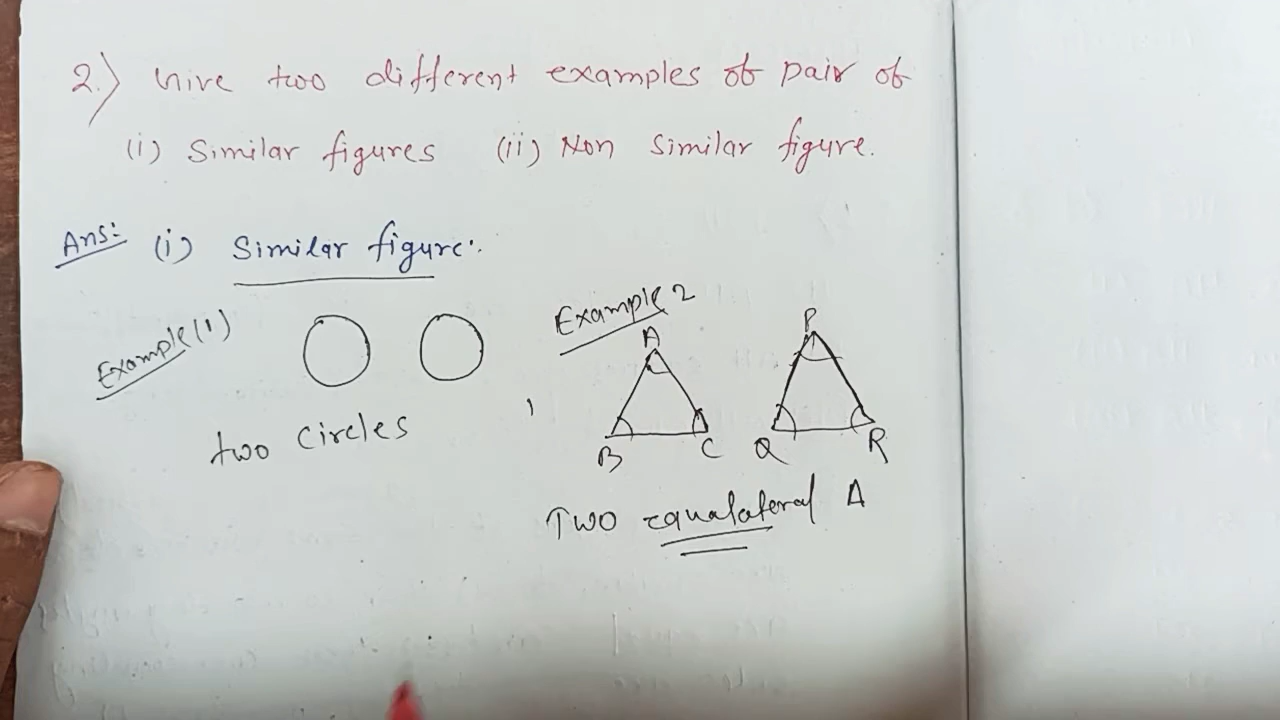 2.) Give two different examples of pair of
(i) Similar figures (ii) Non Similar figure.
Ans: (i) Similar figure:
Example(1)
two circles
Example 2
A
B C
P
Q R
Two equalateral Δ